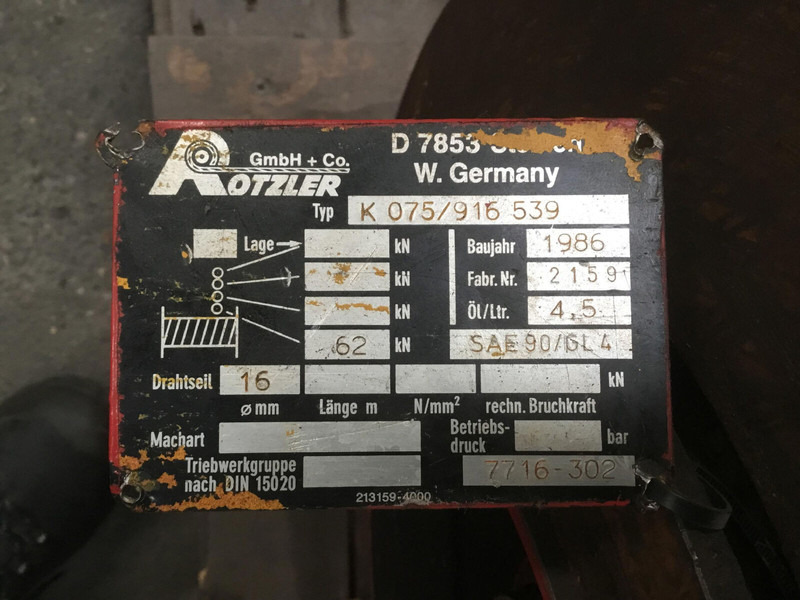 ROTZLER GmbH + Co.
D 7853
W. Germany
Typ K 075/916 539
Lage kN
Baujahr 1986
kN
Fabr. Nr. 2159
kN
Öl/Ltr. 4,5
62 kN
SAE 90/GL 4
Drahtseil 16 kN
ø mm Länge m N/mm² rechn. Bruchkraft
Machart
Betriebs-
druck bar
Triebwerkgruppe
nach DIN 15020
7716-302
213159-4000